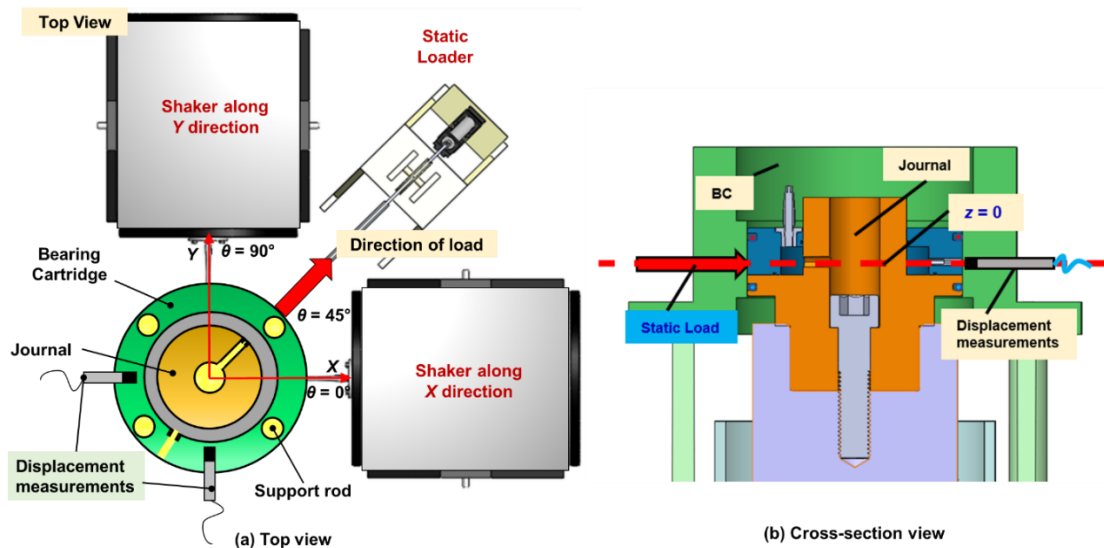 Top View
Static
Loader
Shaker along
Y direction
Direction of load
Y
θ = 90°
Bearing
Cartridge
θ = 45°
Journal
X
θ = 0°
Shaker along
X direction
Displacement
measurements
Support rod
(a) Top view
BC
Journal
z = 0
Static Load
Displacement
measurements
(b) Cross-section view